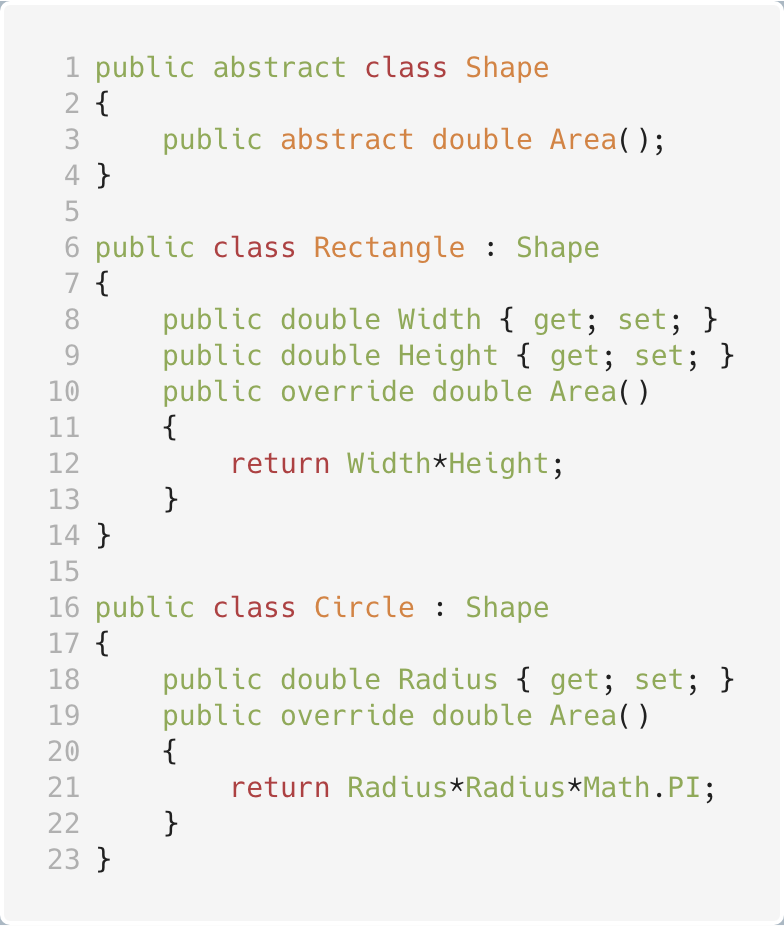 1 public abstract class Shape
2 {
3     public abstract double Area();
4 }
5
6 public class Rectangle : Shape
7 {
8     public double Width { get; set; }
9     public double Height { get; set; }
10     public override double Area()
11     {
12         return Width*Height;
13     }
14 }
15
16 public class Circle : Shape
17 {
18     public double Radius { get; set; }
19     public override double Area()
20     {
21         return Radius*Radius*Math.PI;
22     }
23 }